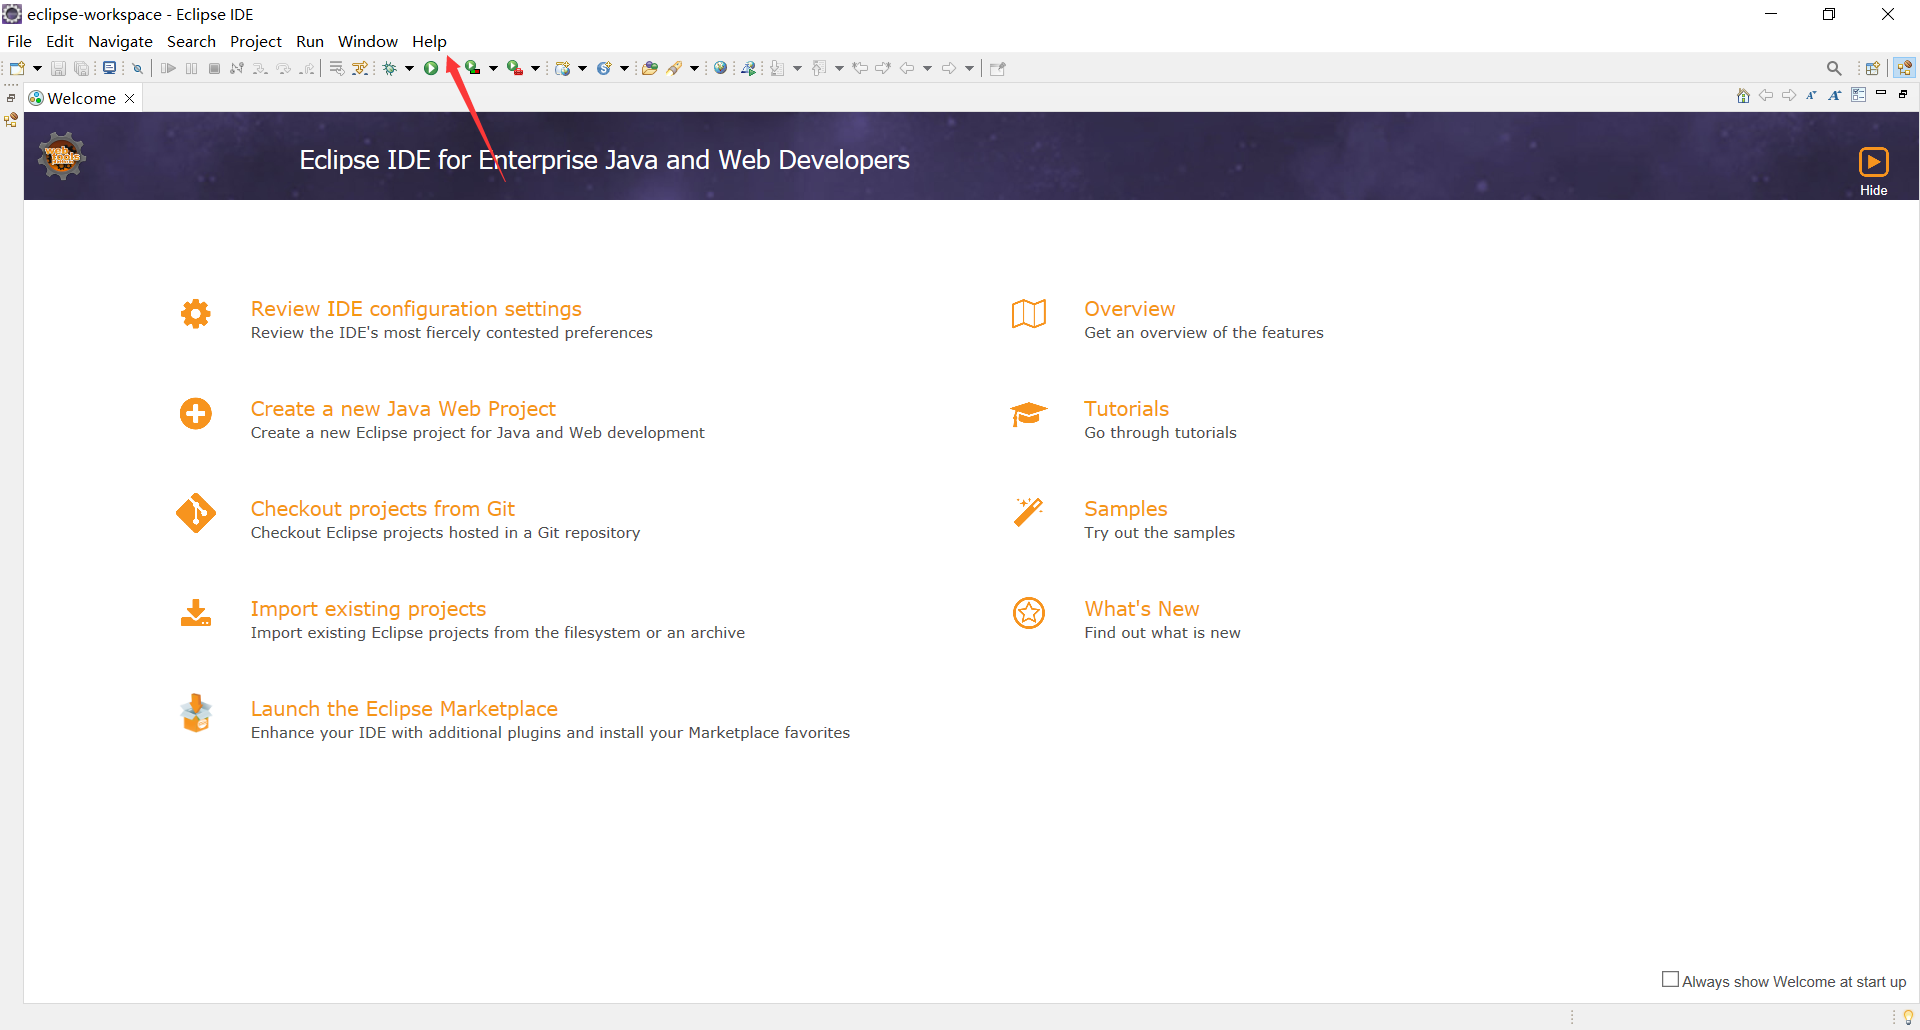 eclipse-workspace - Eclipse IDE
File Edit Navigate Search Project Run Window Help
Welcome
web tools
Eclipse IDE for Enterprise Java and Web Developers
Hide
Review IDE configuration settings
Review the IDE's most fiercely contested preferences
Overview
Get an overview of the features
Create a new Java Web Project
Create a new Eclipse project for Java and Web development
Tutorials
Go through tutorials
Checkout projects from Git
Checkout Eclipse projects hosted in a Git repository
Samples
Try out the samples
Import existing projects
Import existing Eclipse projects from the filesystem or an archive
What's New
Find out what is new
Launch the Eclipse Marketplace
Enhance your IDE with additional plugins and install your Marketplace favorites
Always show Welcome at start up